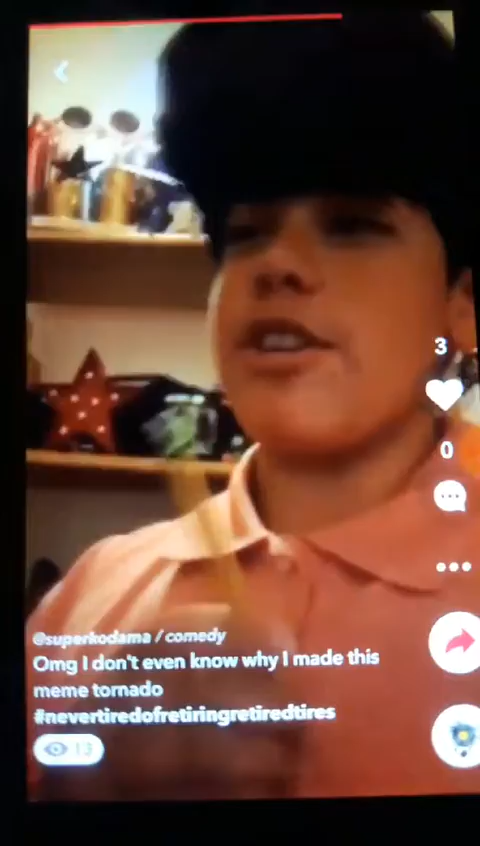 3
0
@superkodama / comedy
Omg I don't even know why I made this
meme tornado
#nevertiredofretiringretiredtires
13